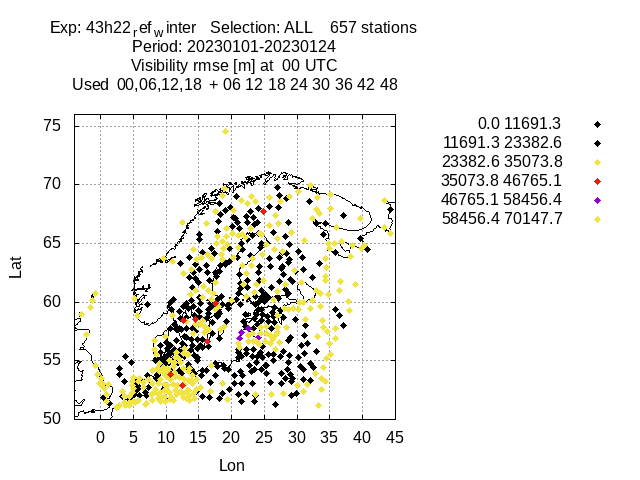 Exp: 43h22ref winter   Selection: ALL    657 stations
Period: 20230101-20230124
Visibility rmse [m] at  00 UTC
Used  00,06,12,18  + 06 12 18 24 30 36 42 48
0.0 11691.3
11691.3 23382.6
23382.6 35073.8
35073.8 46765.1
46765.1 58456.4
58456.4 70147.7
75
70
65
60
55
50
Lat
0 5 10 15 20 25 30 35 40 45
Lon